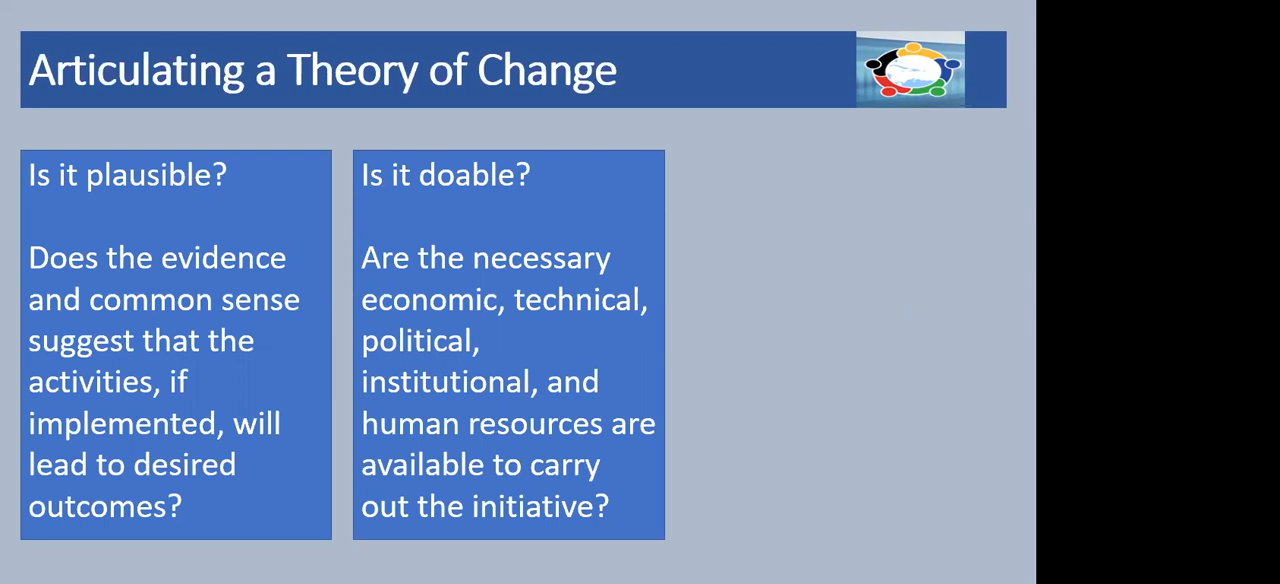 Articulating a Theory of Change
Is it plausible?
Does the evidence
and common sense
suggest that the
activities, if
implemented, will
lead to desired
outcomes?
Is it doable?
Are the necessary
economic, technical,
political,
institutional, and
human resources are
available to carry
out the initiative?